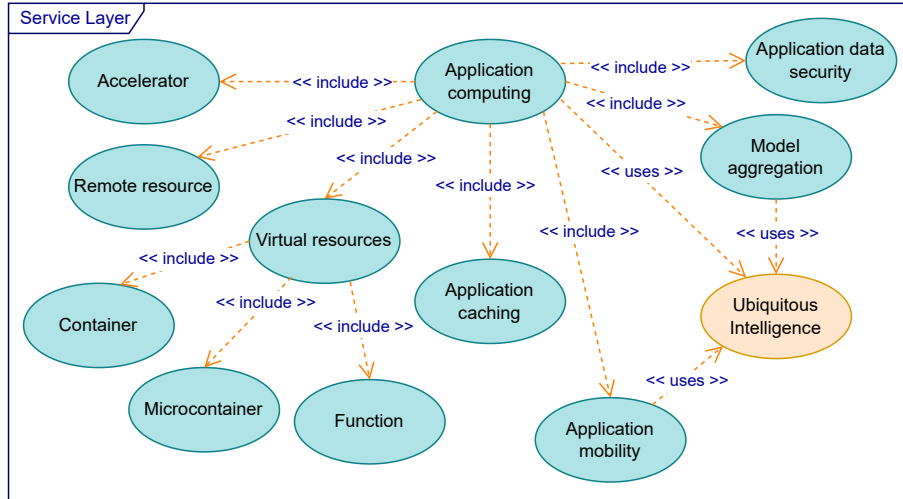 Service Layer
Accelerator
<< include >>
Application
computing
<< include >>
Application data
security
<< include >>
<< include >>
Model
aggregation
Remote resource
<< include >>
<< uses >>
<< include >>
Virtual resources
<< include >>
<< uses >>
<< include >>
<< include >>
<< include >>
Container
Application
caching
Ubiquitous
Intelligence
<< include >>
<< uses >>
Microcontainer
Function
Application
mobility